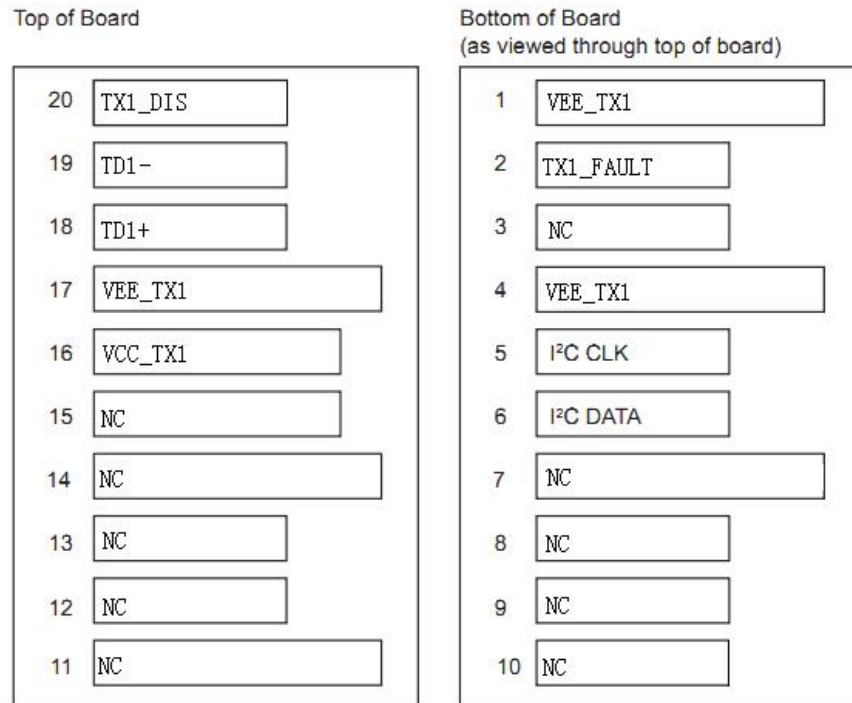 Top of Board
20 TX1_DIS
19 TD1-
18 TD1+
17 VEE_TX1
16 VCC_TX1
15 NC
14 NC
13 NC
12 NC
11 NC
Bottom of Board
(as viewed through top of board)
1 VEE_TX1
2 TX1_FAULT
3 NC
4 VEE_TX1
5 I²C CLK
6 I²C DATA
7 NC
8 NC
9 NC
10 NC